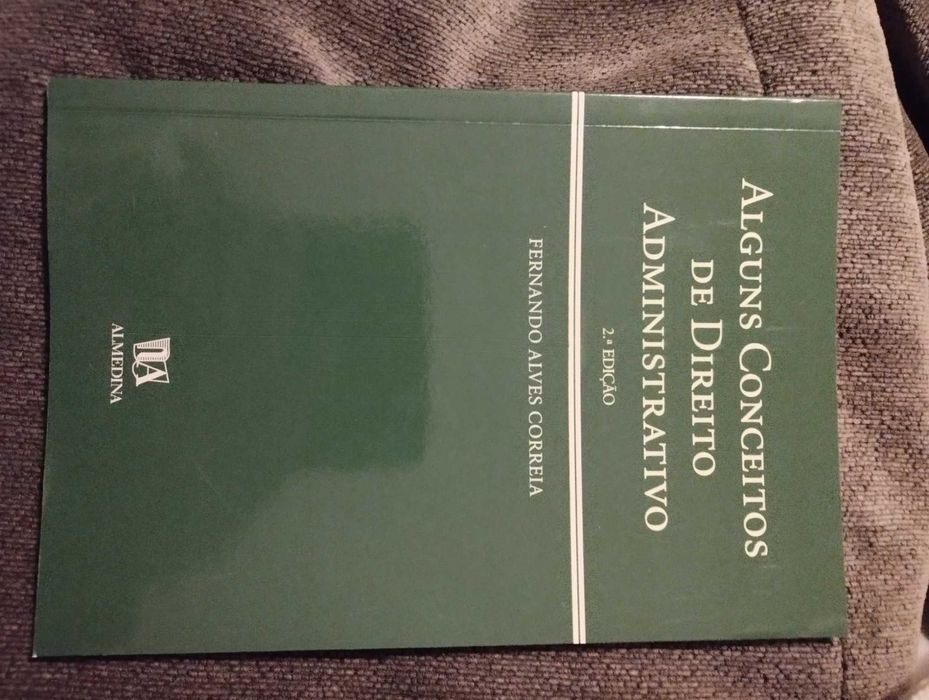 ALGUNS CONCEITOS
DE DIREITO
ADMINISTRATIVO
2.ª EDIÇÃO
FERNANDO ALVES CORREIA
ALMEDINA